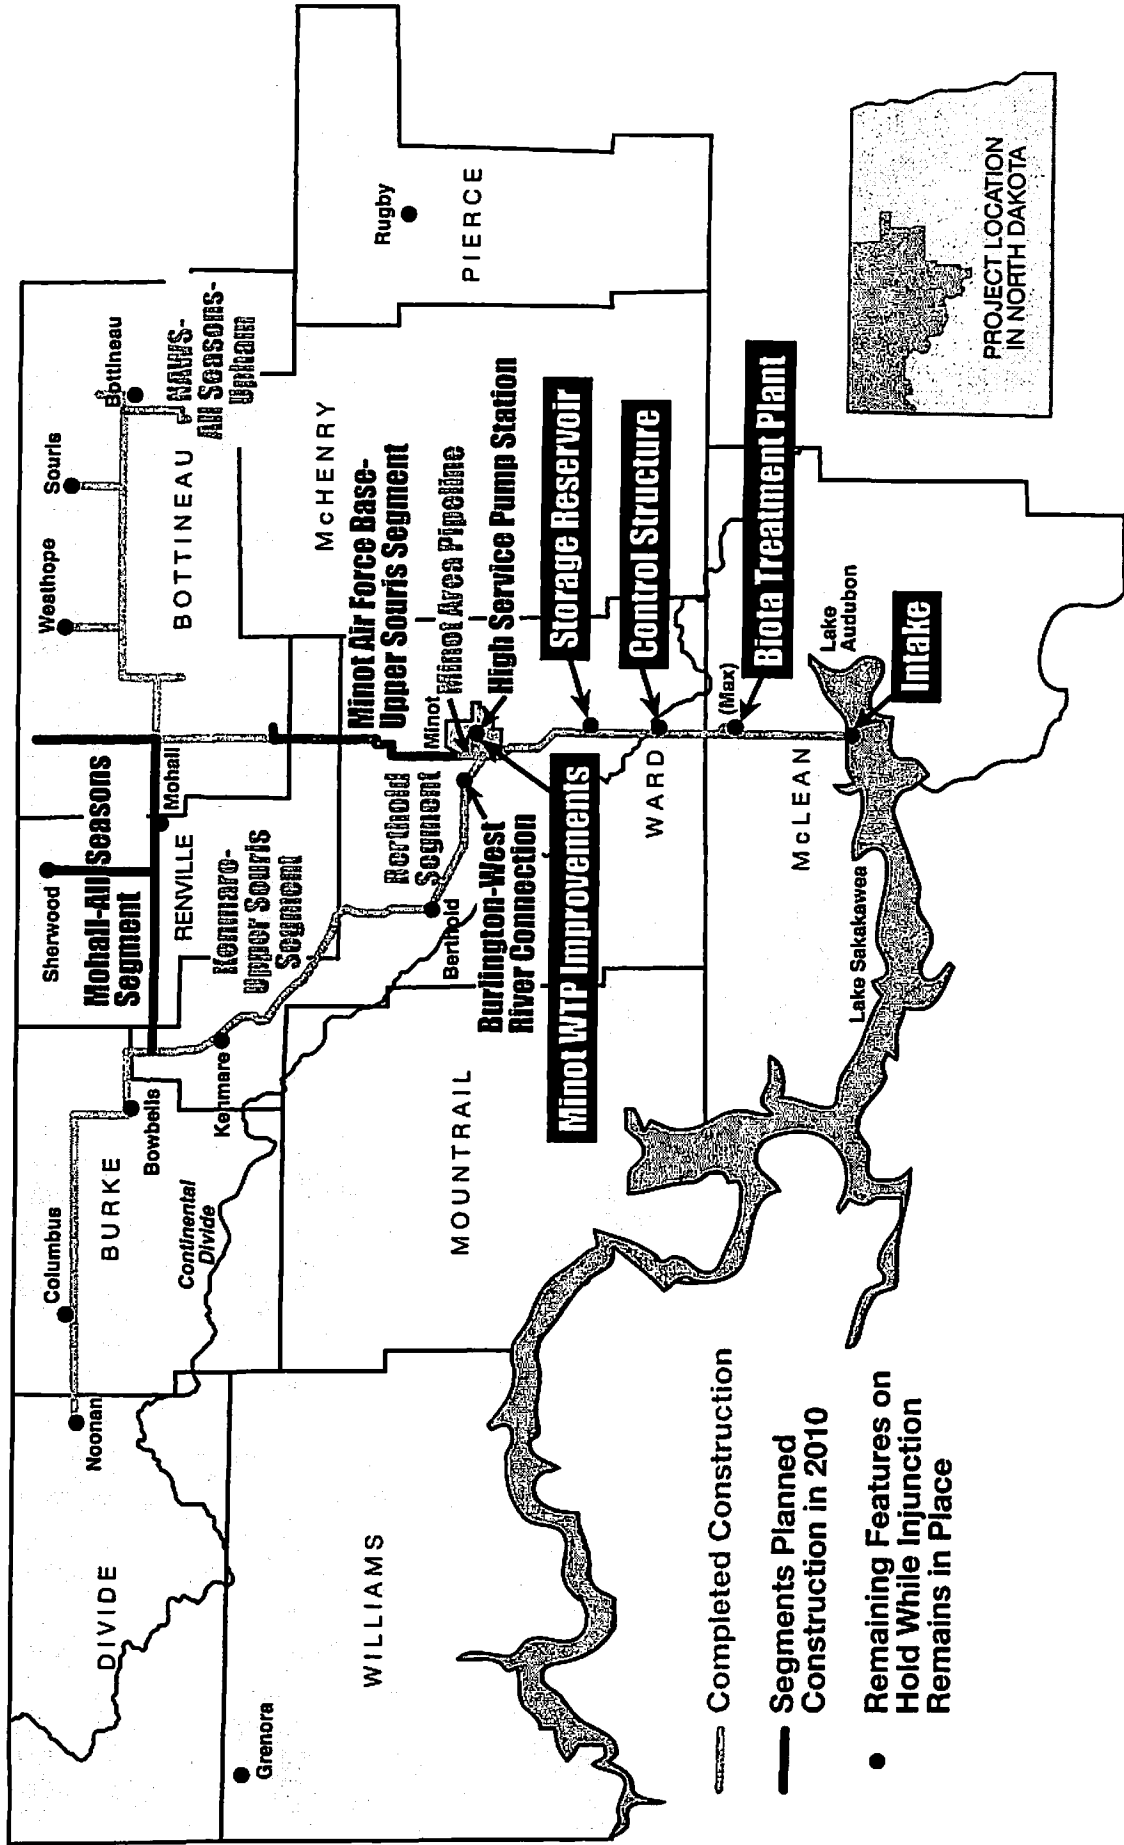 DIVIDE
Noonan
Columbus
BURKE
Bowbells
Continental
Divide
Kenmare
Sherwood
Mohall-All Seasons
Segment
RENVILLE
Mohall
Kenmare-
Upper Souris
Segment
Westhope
Souris
Bottineau
BOTTINEAU
NAWS-
All Seasons-
Upham
Rugby
PIERCE
Grenora
WILLIAMS
MOUNTRAIL
Berthold
Berthold
Segment
Burlington-West
River Connection
Minot WTP Improvements
Minot
McHENRY
Minot Air Force Base-
Upper Souris Segment
Minot Area Pipeline
High Service Pump Station
Storage Reservoir
Control Structure
WARD
(Max)
Biota Treatment Plant
McLEAN
Lake Sakakawea
Lake
Audubon
Intake
Completed Construction
Segments Planned
Construction in 2010
Remaining Features on
Hold While Injunction
Remains in Place
PROJECT LOCATION
IN NORTH DAKOTA